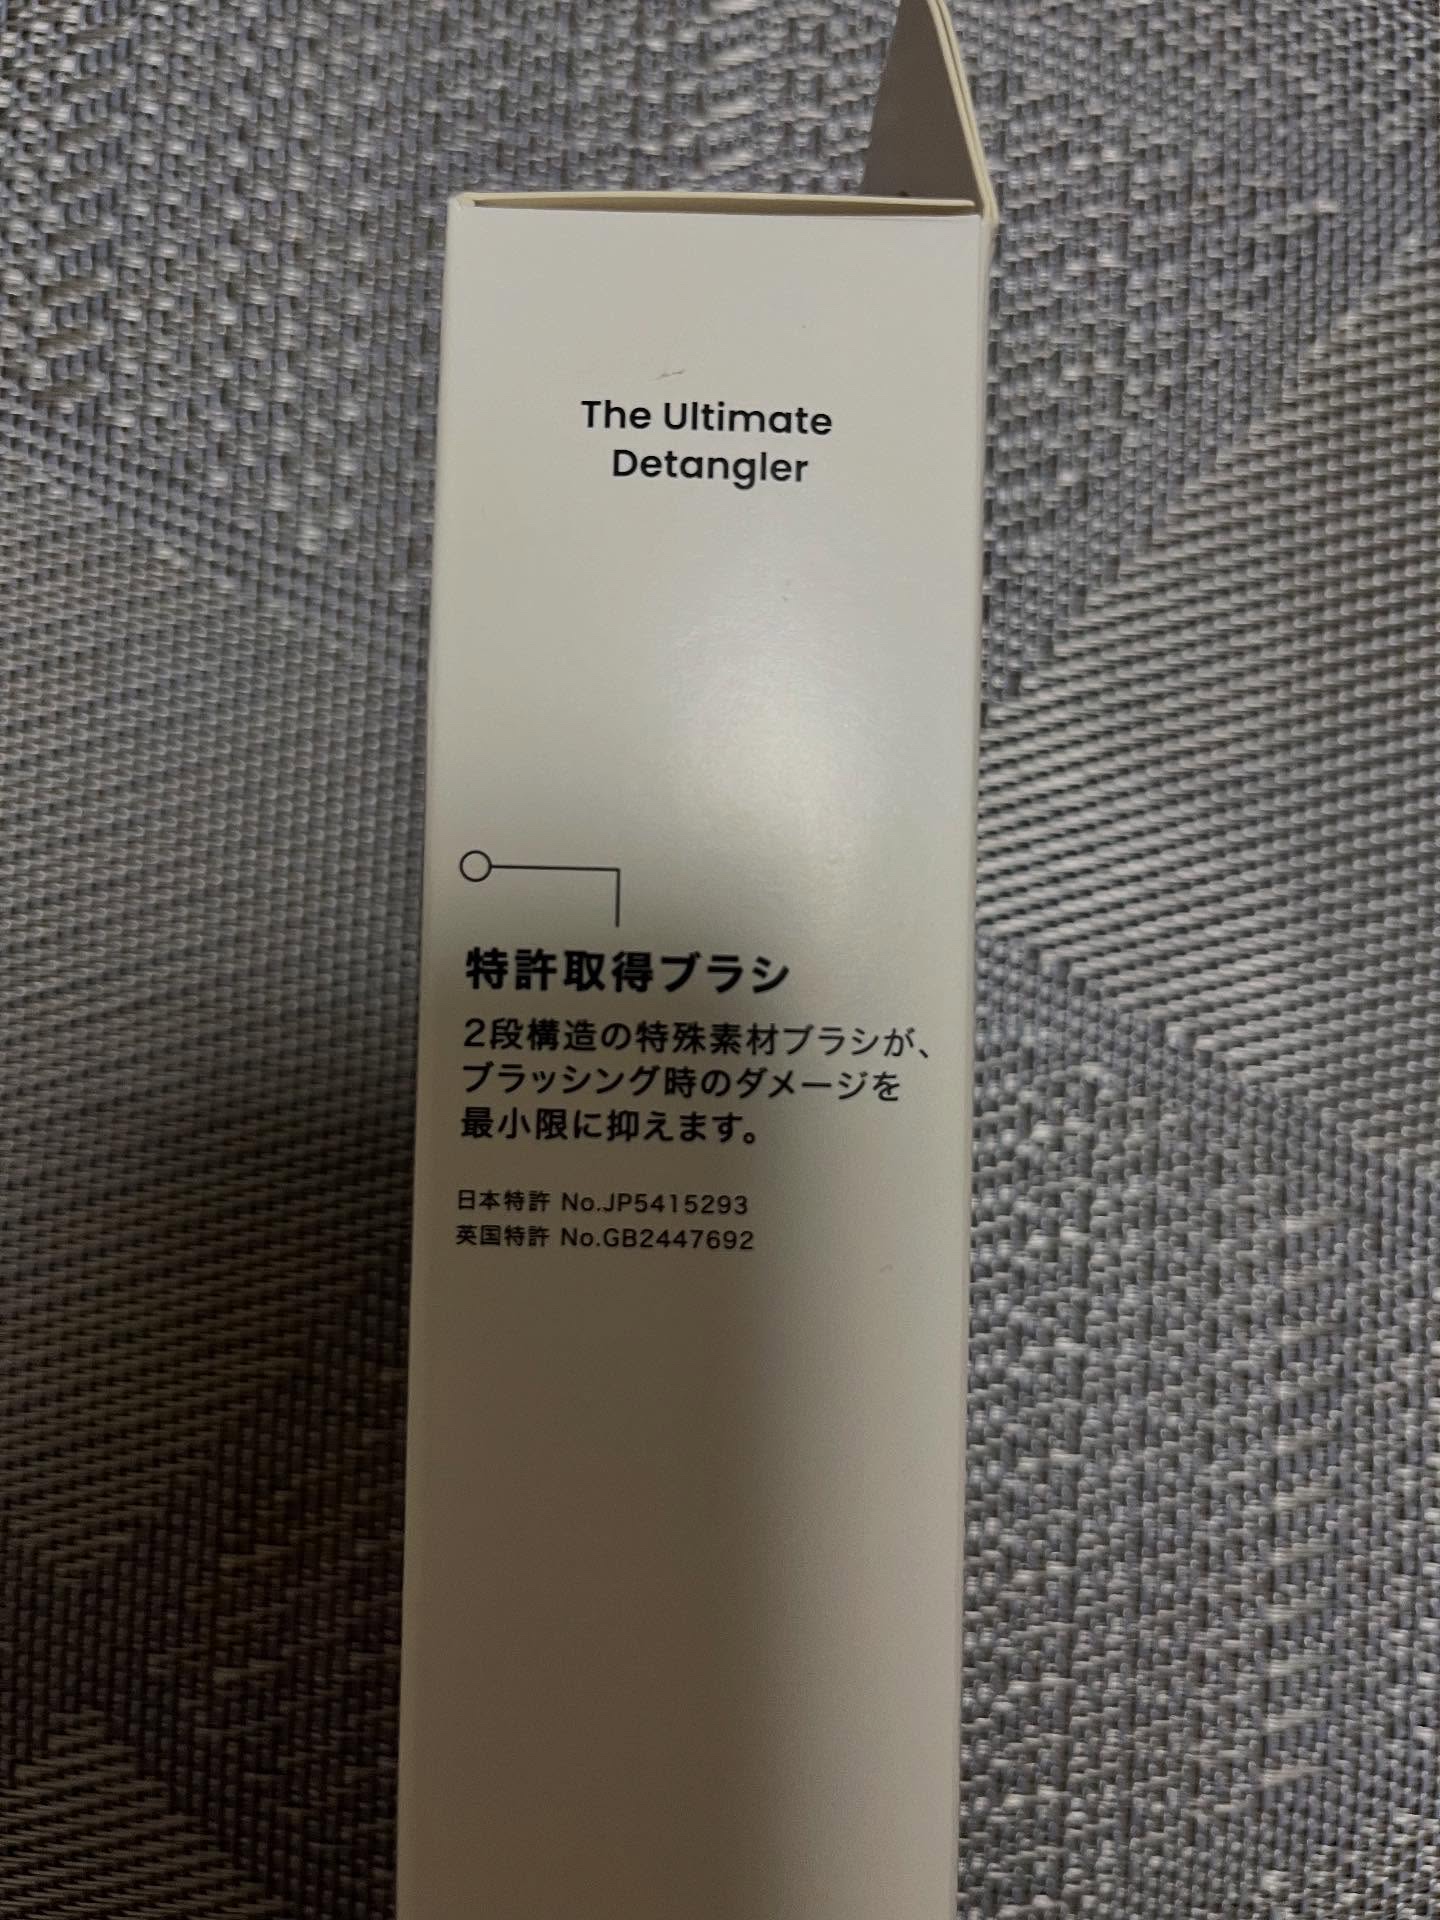 The Ultimate
Detangler
特許取得ブラシ
2段構造の特殊素材ブラシが、
ブラッシング時のダメージを
最小限に抑えます。
日本特許 No.JP5415293
英国特許 No.GB2447692